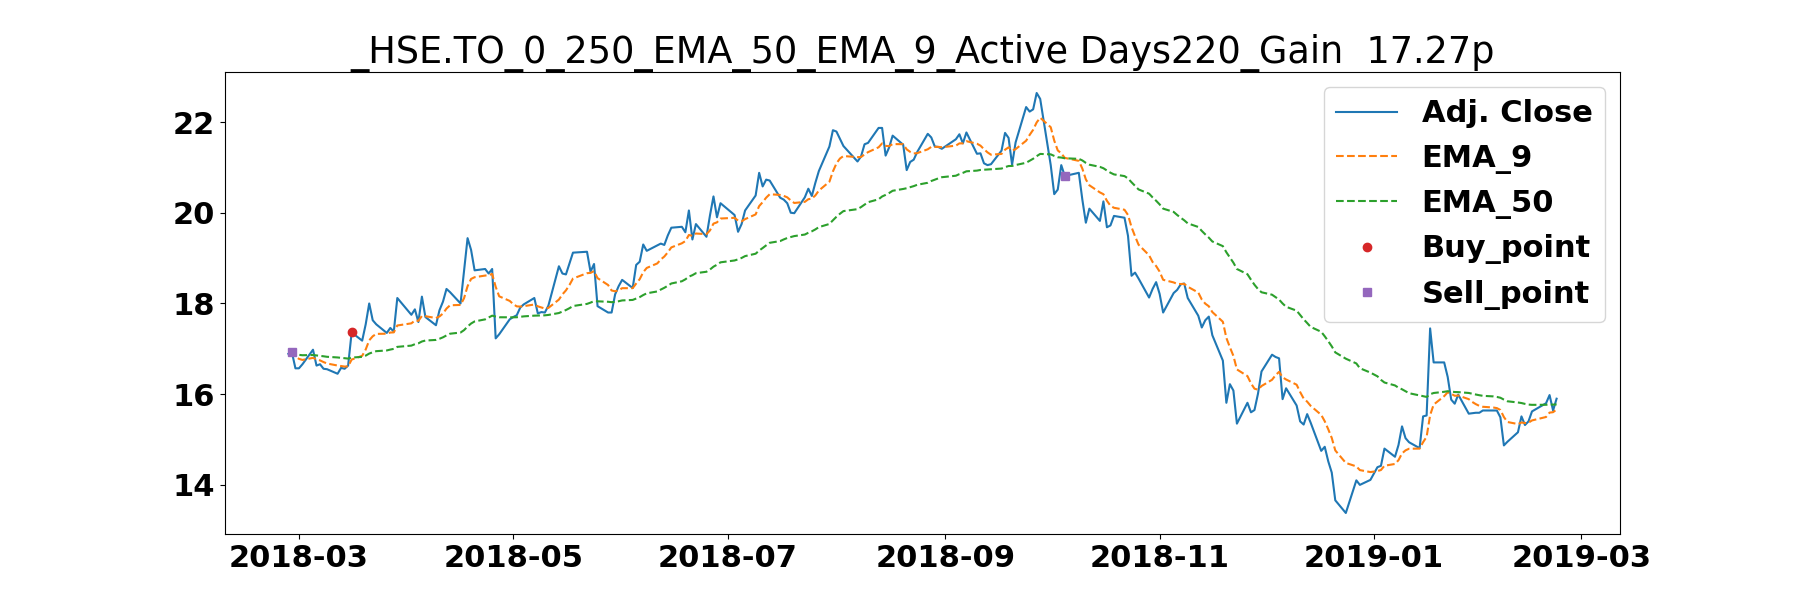 _HSE.TO_0_250_EMA_50_EMA_9_Active Days220_Gain  17.27p
Adj. Close
EMA_9
EMA_50
Buy_point
Sell_point
22
20
18
16
14
2018-03 2018-05 2018-07 2018-09 2018-11 2019-01 2019-03